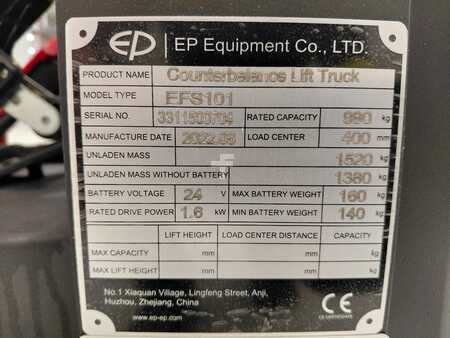 EP | EP Equipment Co., LTD.
PRODUCT NAME Counterbalance Lift Truck
MODEL TYPE EFS101
SERIAL NO. 3311500704 RATED CAPACITY 990 kg
MANUFACTURE DATE 2022.08 LOAD CENTER 400 mm
UNLADEN MASS 1520 kg
UNLADEN MASS WITHOUT BATTERY 1380 kg
BATTERY VOLTAGE 24 V MAX BATTERY WEIGHT 160 kg
RATED DRIVE POWER 1.6 kW MIN BATTERY WEIGHT 140 kg
LIFT HEIGHT LOAD CENTER DISTANCE CAPACITY
MAX CAPACITY mm mm kg
MAX LIFT HEIGHT mm mm kg
No.1 Xiaquan Village, Lingfeng Street, Anji,
Huzhou, Zhejiang, China
www.ep-ep.com CE